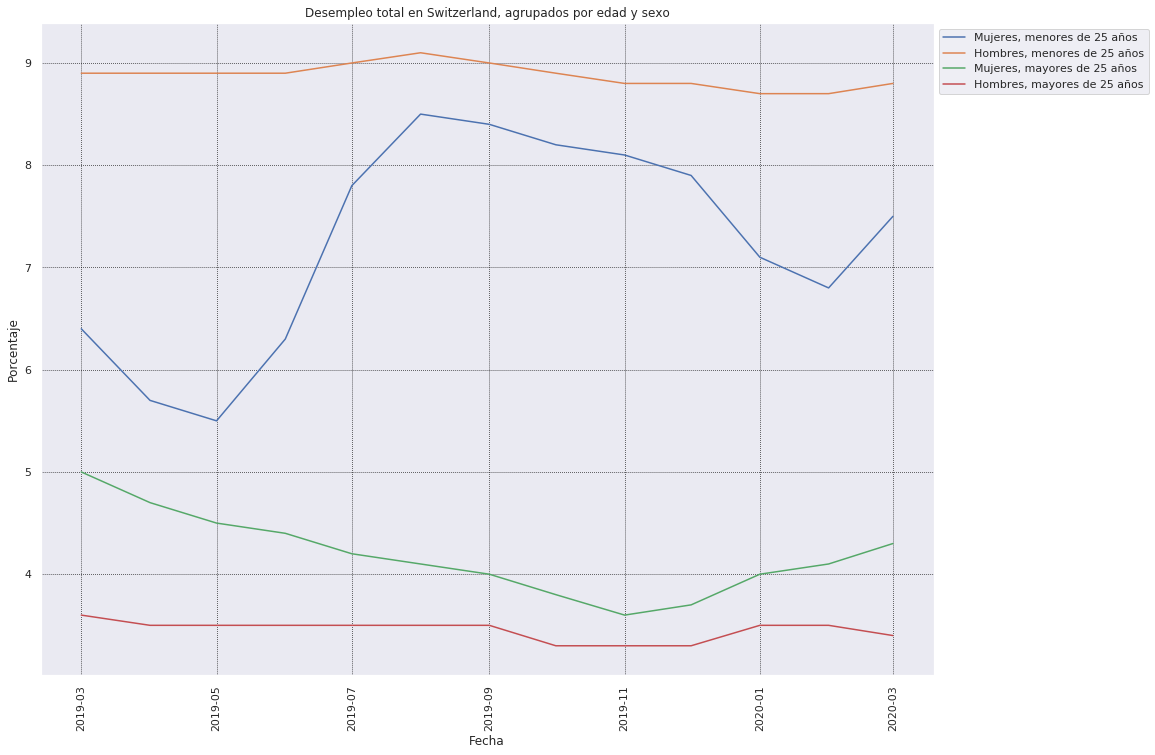 Desempleo total en Switzerland, agrupados por edad y sexo
Mujeres, menores de 25 años
Hombres, menores de 25 años
Mujeres, mayores de 25 años
Hombres, mayores de 25 años
Porcentaje
9
8
7
6
5
4
2019-03
2019-05
2019-07
2019-09
2019-11
2020-01
2020-03
Fecha